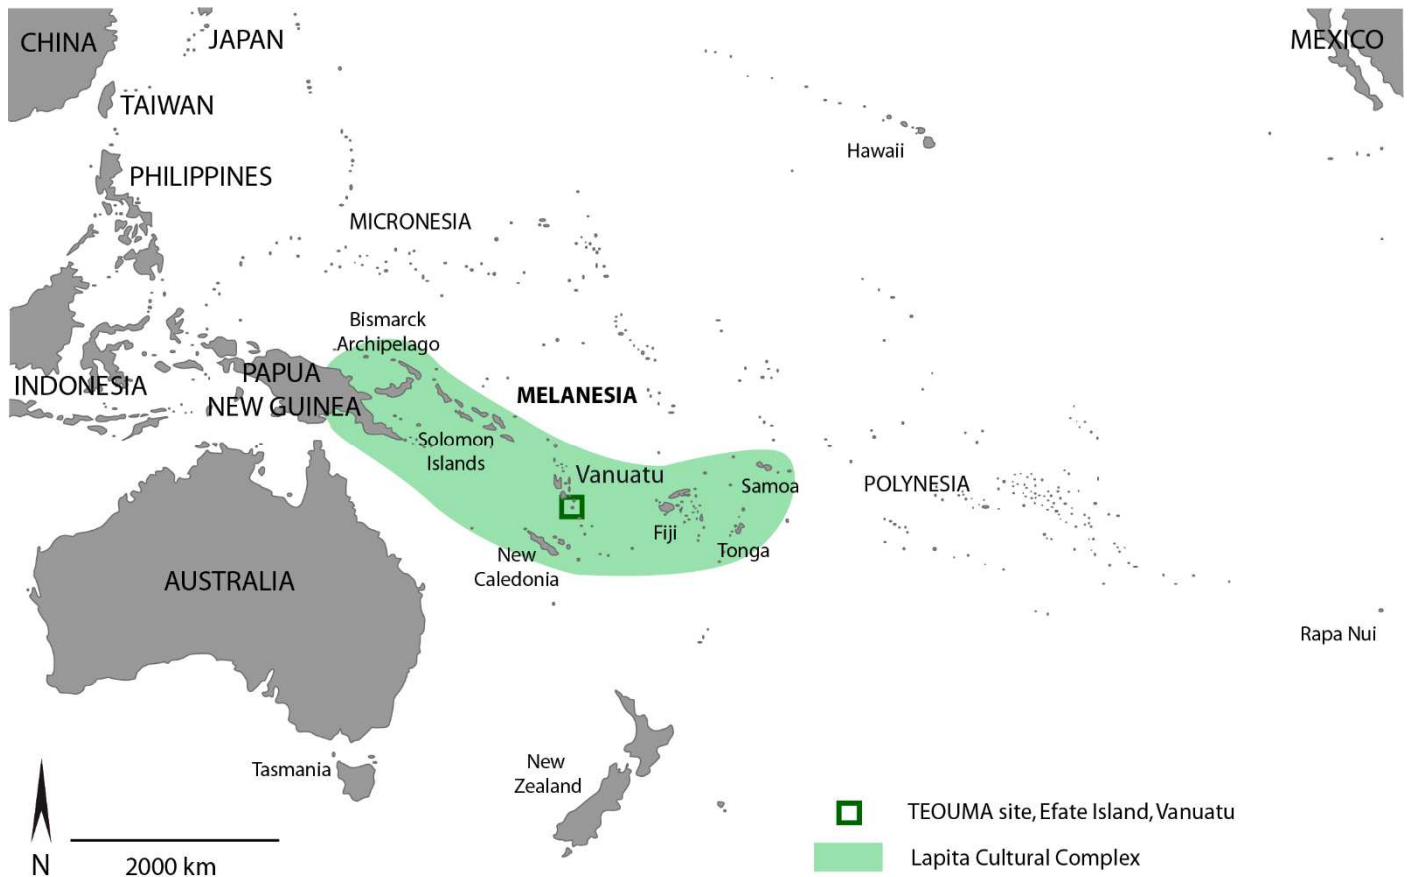 CHINA
JAPAN
MEXICO
TAIWAN
Hawaii
PHILIPPINES
MICRONESIA
Bismarck
Archipelago
INDONESIA
PAPUA
NEW GUINEA
MELANESIA
Solomon
Islands
Vanuatu
Samoa
POLYNESIA
Fiji
Tonga
New
Caledonia
AUSTRALIA
Rapa Nui
Tasmania
New
Zealand
N
2000 km
TEOUMA site, Efate Island, Vanuatu
Lapita Cultural Complex